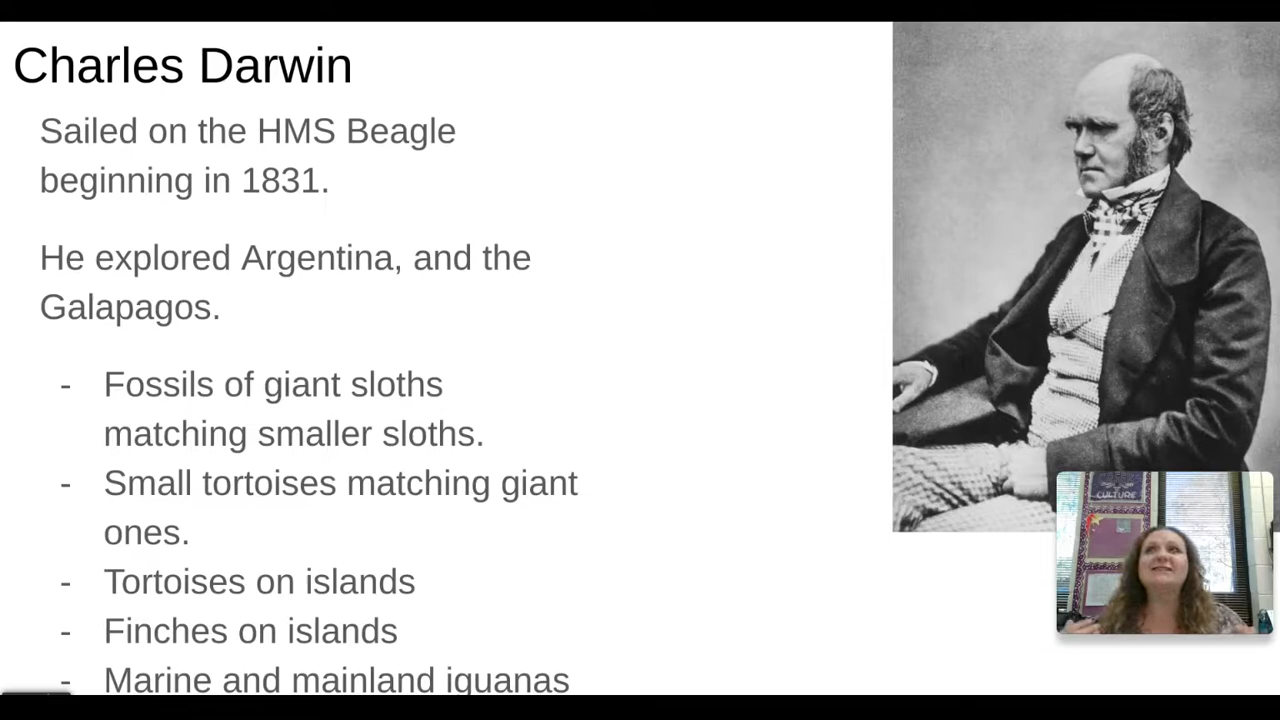 Charles Darwin
Sailed on the HMS Beagle
beginning in 1831.
He explored Argentina, and the
Galapagos.
- Fossils of giant sloths
matching smaller sloths.
- Small tortoises matching giant
ones.
- Tortoises on islands
- Finches on islands
- Marine and mainland iguanas
CULTURE